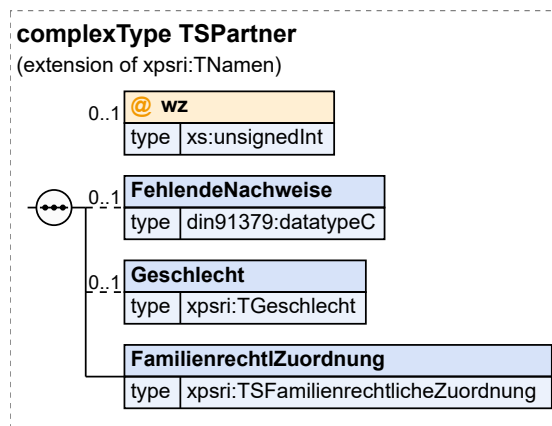 complexType TSPartner
(extension of xpsri:TNamen)
0..1
@ wz
type xs:unsignedInt
0..1
FehlendeNachweise
type din91379:datatypeC
0..1
Geschlecht
type xpsri:TGeschlecht
FamilienrechtlZuordnung
type xpsri:TSFamilienrechtlicheZuordnung